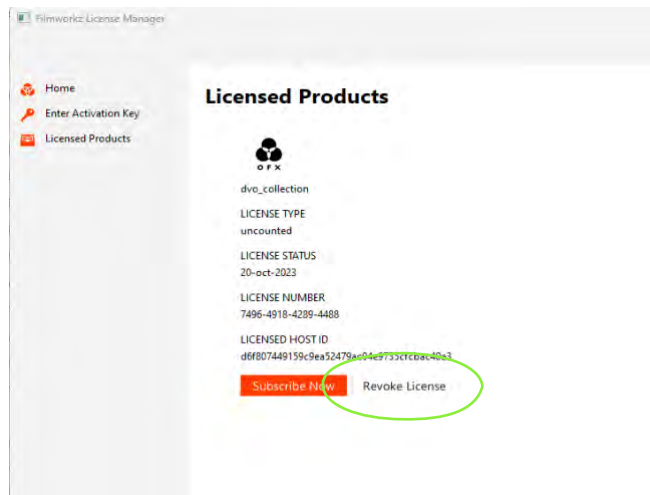 Filmworkz License Manager
Home
Enter Activation Key
Licensed Products
Licensed Products
OFX
dvo_collection
LICENSE TYPE
uncounted
LICENSE STATUS
20-oct-2023
LICENSE NUMBER
7496-4918-4289-4488
LICENSED HOST ID
Subscribe Now
Revoke License